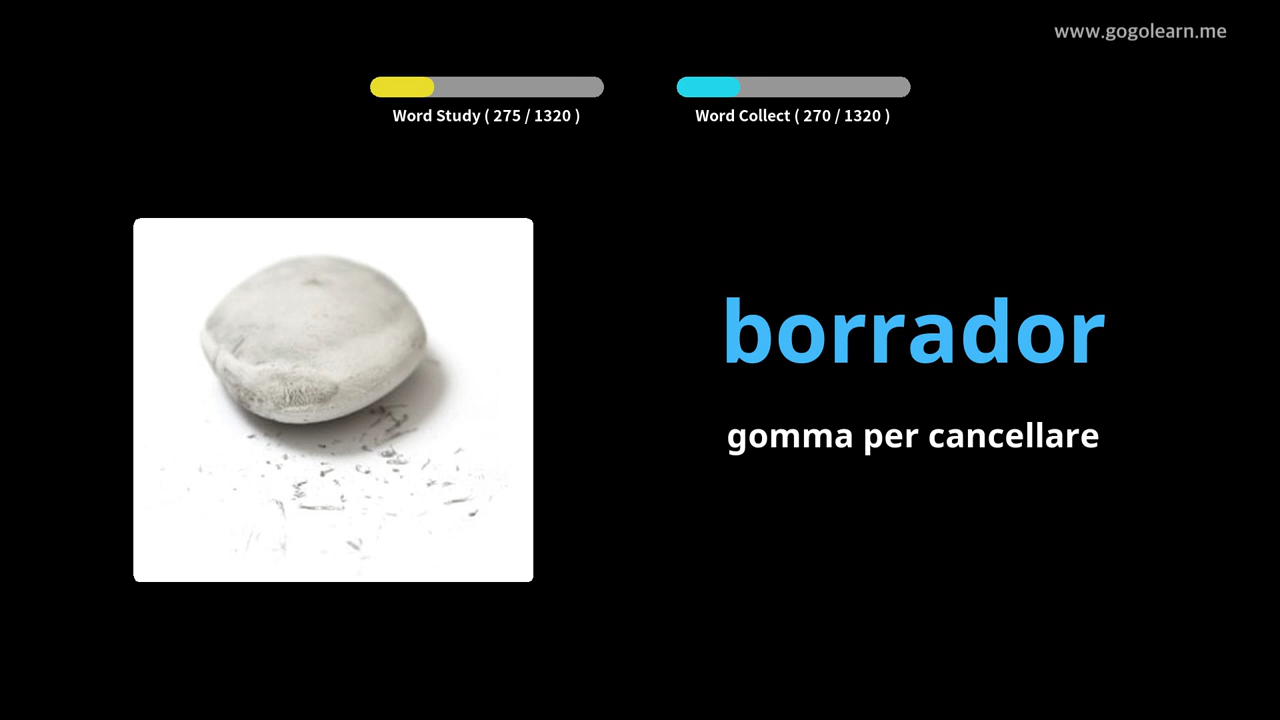 www.gogolearn.me
Word Study ( 275 / 1320 )
Word Collect ( 270 / 1320 )
borrador
gomma per cancellare